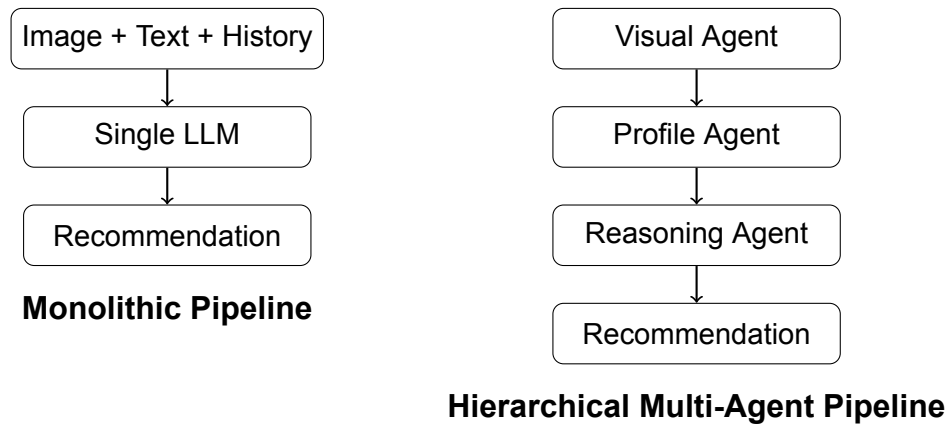 Image + Text + History
Single LLM
Recommendation
Monolithic Pipeline
Visual Agent
Profile Agent
Reasoning Agent
Recommendation
Hierarchical Multi-Agent Pipeline